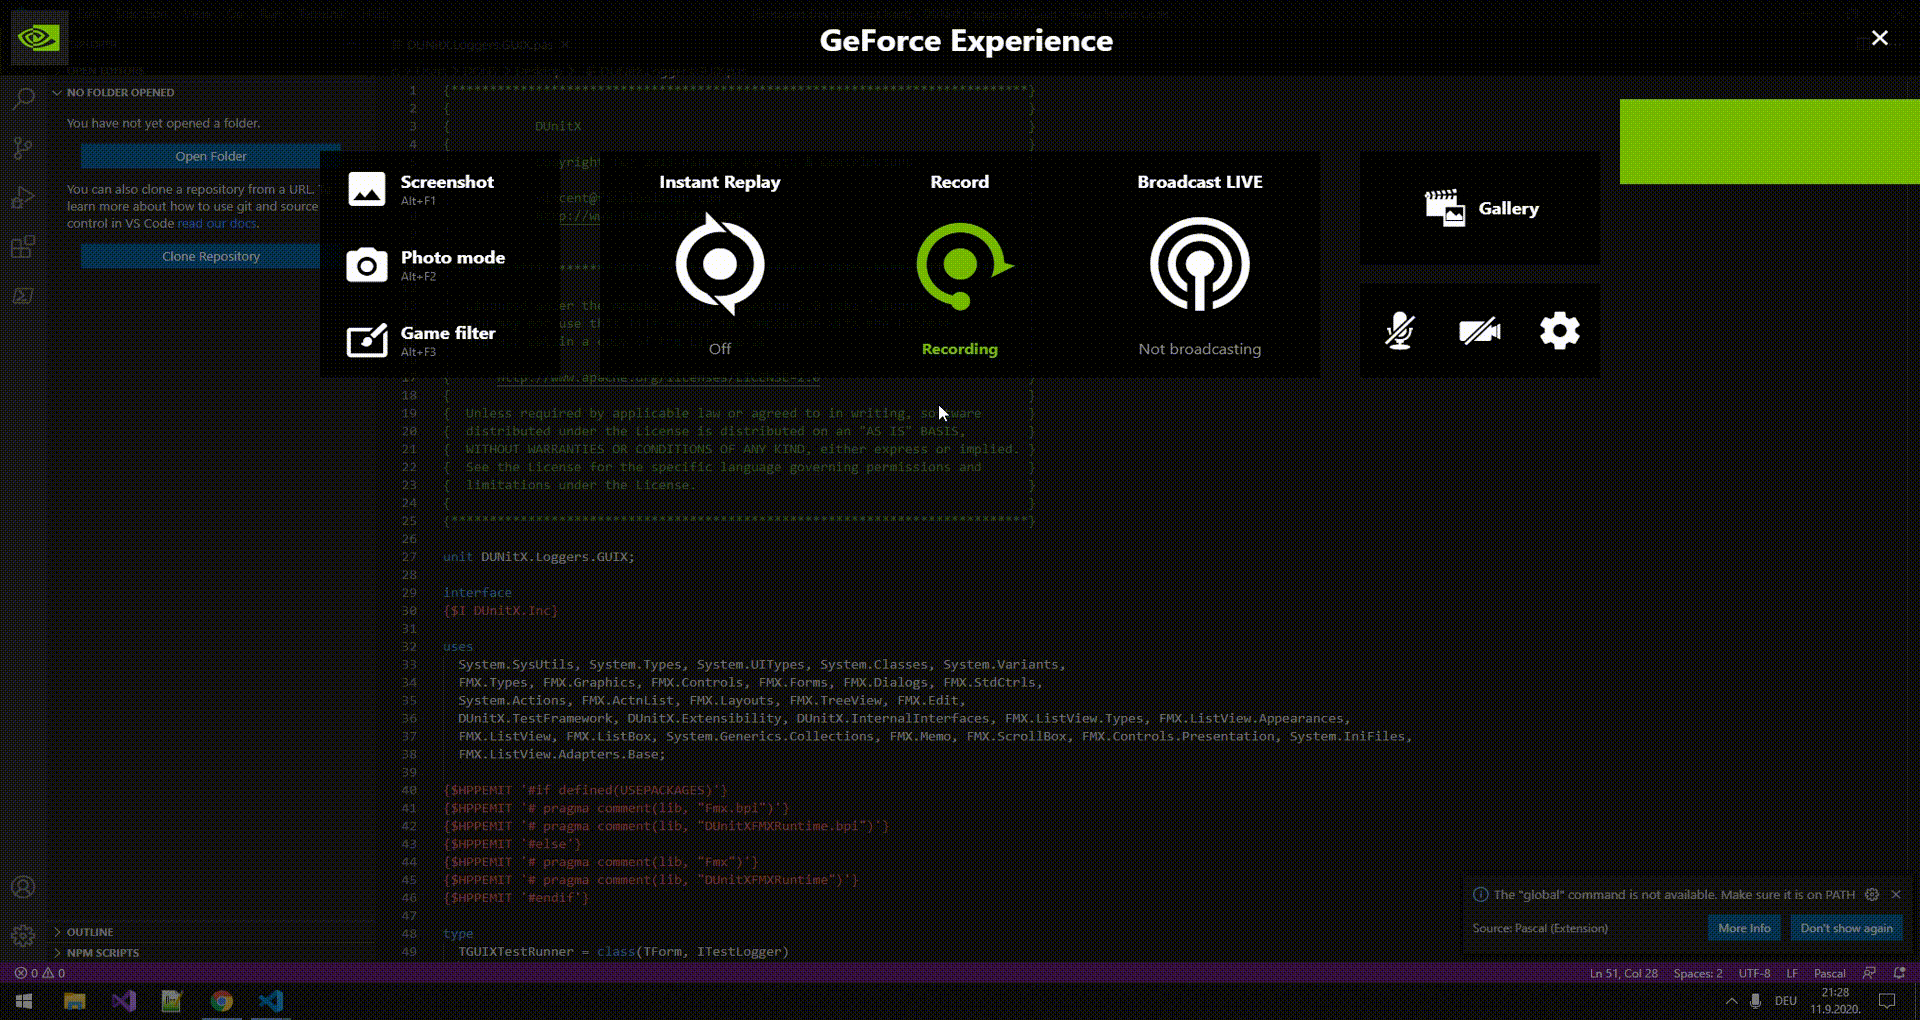 GeForce Experience
NO FOLDER OPENED
You have not yet opened a folder.
Open Folder
You can also clone a repository from a URL.
learn more about how to use git and source
control in VS Code read our docs.
Clone Repository
OUTLINE
NPM SCRIPTS
Screenshot
Alt+F1
Photo mode
Alt+F2
Game filter
Alt+F3
Instant Replay
Off
Record
Recording
Broadcast LIVE
Not broadcasting
Gallery
1 {***************************************************************************}
2 { }
3 { DUnitX }
4 { }
17 { http://www.apache.org/licenses/LICENSE-2.0 }
18 { }
19 { Unless required by applicable law or agreed to in writing, software }
20 { distributed under the License is distributed on an "AS IS" BASIS, }
21 { WITHOUT WARRANTIES OR CONDITIONS OF ANY KIND, either express or implied. }
22 { See the License for the specific language governing permissions and }
23 { limitations under the License. }
24 { }
25 {***************************************************************************}
26
27 unit DUNitX.Loggers.GUIX;
28
29 interface
30 {$I DUnitX.Inc}
31
32 uses
33 System.SysUtils, System.Types, System.UITypes, System.Classes, System.Variants,
34 FMX.Types, FMX.Graphics, FMX.Controls, FMX.Forms, FMX.Dialogs, FMX.StdCtrls,
35 System.Actions, FMX.ActnList, FMX.Layouts, FMX.TreeView, FMX.Edit,
36 DUnitX.TestFramework, DUnitX.Extensibility, DUnitX.InternalInterfaces, FMX.ListView.Types, FMX.ListView.Appearances,
37 FMX.ListView, FMX.ListBox, System.Generics.Collections, FMX.Memo, FMX.ScrollBox, FMX.Controls.Presentation, System.IniFiles,
38 FMX.ListView.Adapters.Base;
39
40 {$HPPEMIT '#if defined(USEPACKAGES)'}
41 {$HPPEMIT '# pragma comment(lib, "Fmx.bpi")'}
42 {$HPPEMIT '# pragma comment(lib, "DUnitXFMXRuntime.bpi")'}
43 {$HPPEMIT '#else'}
44 {$HPPEMIT '# pragma comment(lib, "Fmx")'}
45 {$HPPEMIT '# pragma comment(lib, "DUnitXFMXRuntime")'}
46 {$HPPEMIT '#endif'}
47
48 type
49 TGUIXTestRunner = class(TForm, ITestLogger)
The "global" command is not available. Make sure it is on PATH
Source: Pascal (Extension)
More Info
Don't show again
0 0
Ln 51, Col 28 Spaces: 2 UTF-8 LF Pascal
DEU
21:28
11.9.2020.